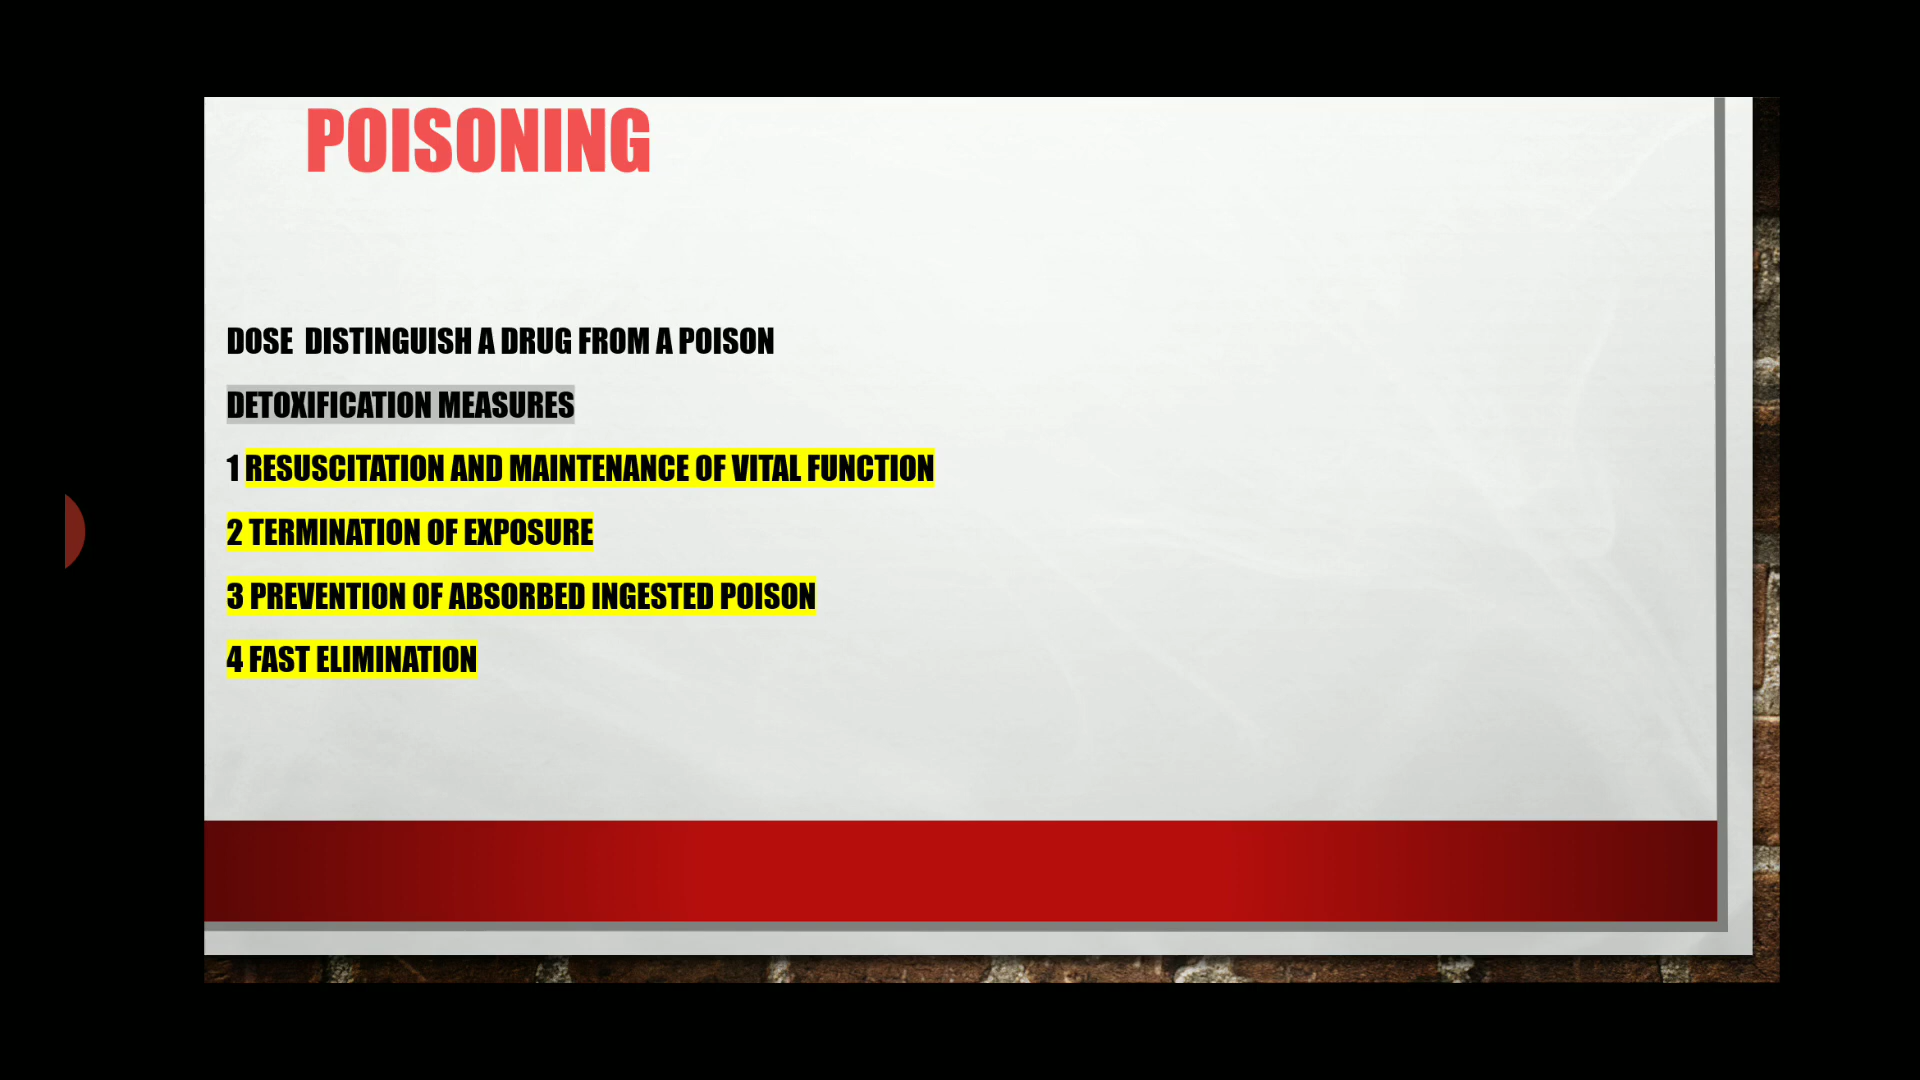 POISONING
DOSE  DISTINGUISH A DRUG FROM A POISON
DETOXIFICATION MEASURES
1 RESUSCITATION AND MAINTENANCE OF VITAL FUNCTION
2 TERMINATION OF EXPOSURE
3 PREVENTION OF ABSORBED INGESTED POISON
4 FAST ELIMINATION